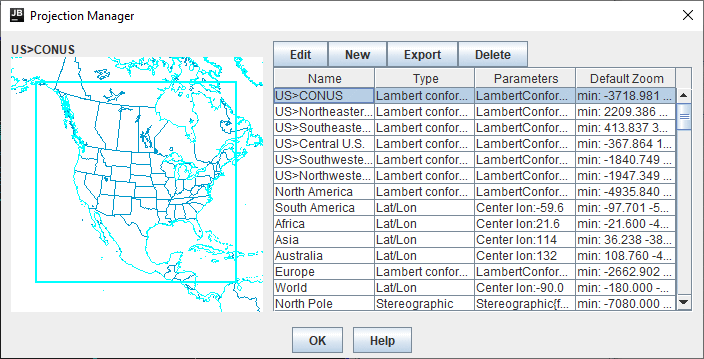 JB Projection Manager
US>CONUS
Edit New Export Delete
Name Type Parameters Default Zoom
US>CONUS Lambert confor... LambertConfor... min: -3718.981 ...
US>Northeaster... Lambert confor... LambertConfor... min: 2209.386 ...
US>Southeaste... Lambert confor... LambertConfor... min: 413.837 3...
US>Central U.S. Lambert confor... LambertConfor... min: -367.864 1...
US>Southweste... Lambert confor... LambertConfor... min: -1840.749 ...
US>Northweste... Lambert confor... LambertConfor... min: -1947.349 ...
North America Lambert confor... LambertConfor... min: -4935.840 ...
South America Lat/Lon Center lon:-59.6 min: -97.701 -5...
Africa Lat/Lon Center lon:21.6 min: -21.600 -4...
Asia Lat/Lon Center lon:114 min: 36.238 -38...
Australia Lat/Lon Center lon:132 min: 108.760 -4...
Europe Lambert confor... LambertConfor... min: -2662.902 ...
World Lat/Lon Center lon:-90.0 min: -180.000 -...
North Pole Stereographic Stereographic{f... min: -7080.000 ...
OK Help